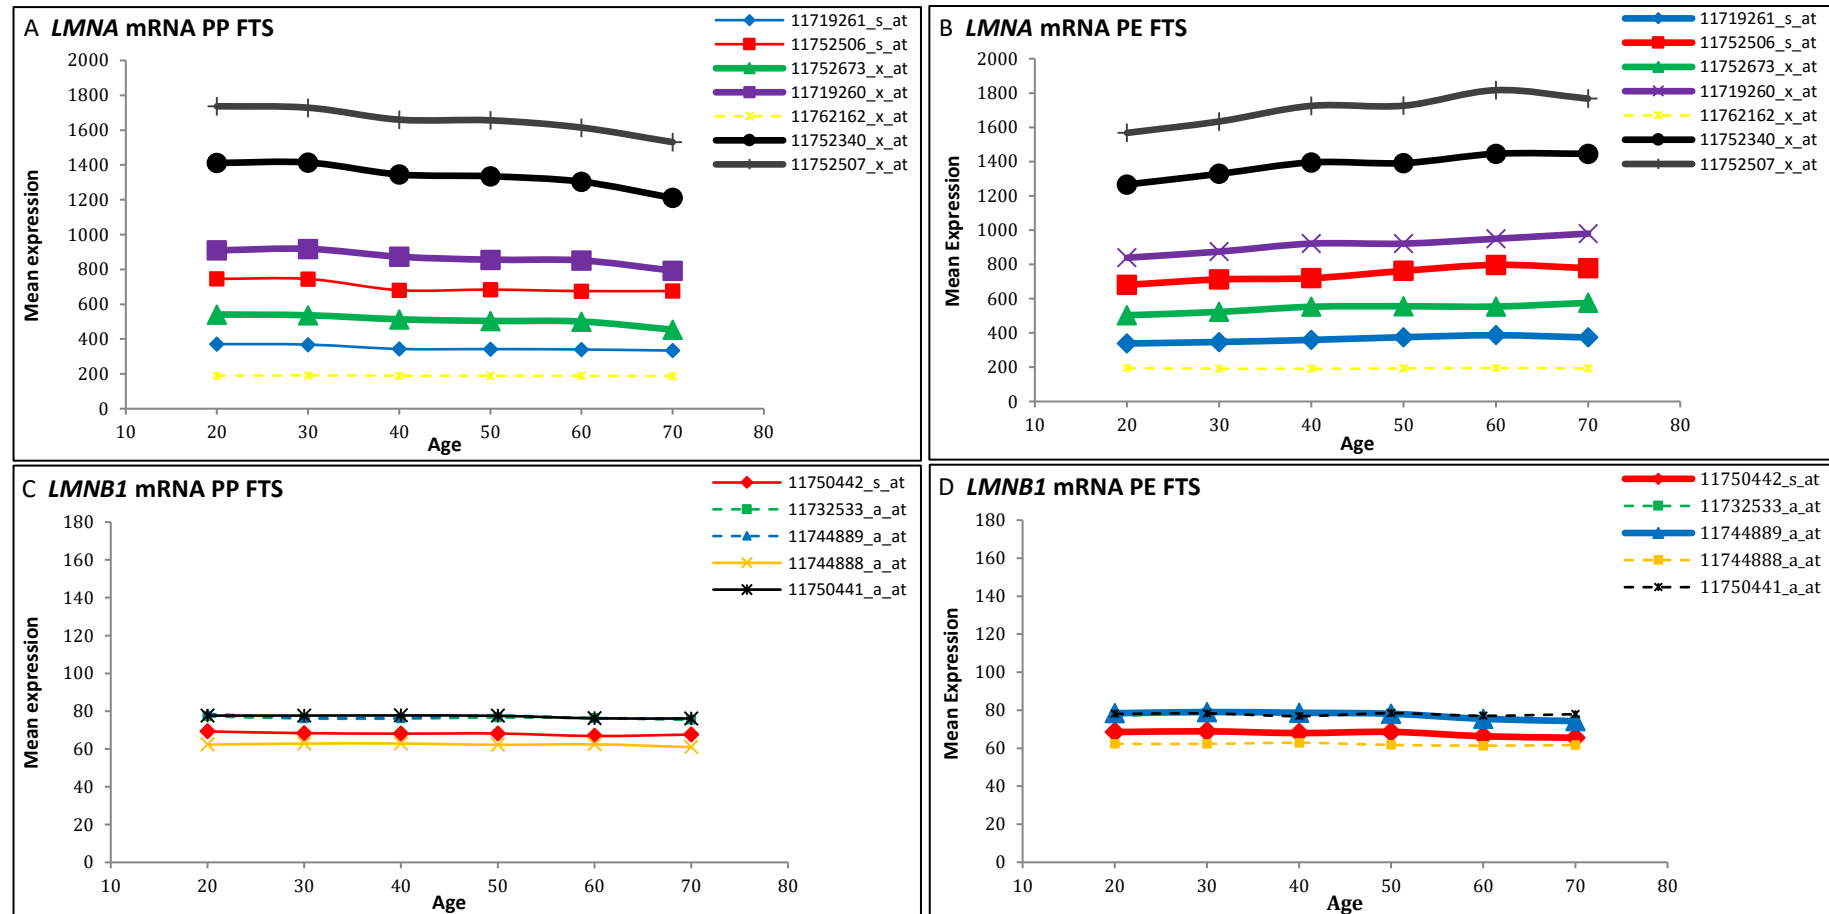 A LMNA mRNA PP FTS
11719261_s_at
11752506_s_at
11752673_x_at
11719260_x_at
11762162_x_at
11752340_x_at
11752507_x_at
Mean expression
2000
1800
1600
1400
1200
1000
800
600
400
200
0
10 20 30 40 50 60 70 80
Age
B LMNA mRNA PE FTS
11719261_s_at
11752506_s_at
11752673_x_at
11719260_x_at
11762162_x_at
11752340_x_at
11752507_x_at
Mean Expression
2000
1800
1600
1400
1200
1000
800
600
400
200
0
10 20 30 40 50 60 70 80
Age
C LMNB1 mRNA PP FTS
11750442_s_at
11732533_a_at
11744889_a_at
11744888_a_at
11750441_a_at
Mean expression
180
160
140
120
100
80
60
40
20
0
10 20 30 40 50 60 70 80
Age
D LMNB1 mRNA PE FTS
11750442_s_at
11732533_a_at
11744889_a_at
11744888_a_at
11750441_a_at
Mean Expression
180
160
140
120
100
80
60
40
20
0
10 20 30 40 50 60 70 80
Age